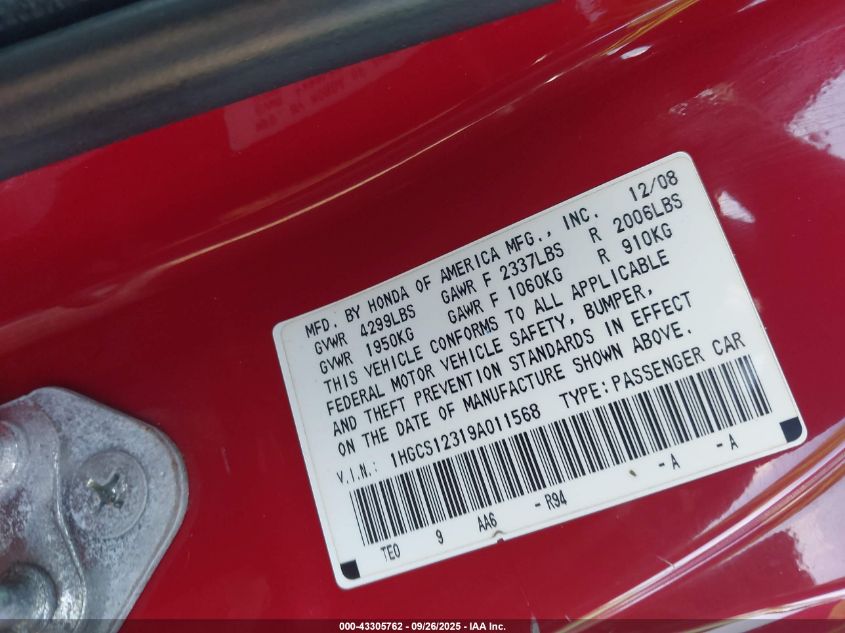 MFD. BY HONDA OF AMERICA MFG., INC. 12/08
GVWR 4299LBS GAWR F 2337LBS R 2006LBS
GVWR 1950KG GAWR F 1060KG R 910KG
THIS VEHICLE CONFORMS TO ALL APPLICABLE
FEDERAL MOTOR VEHICLE SAFETY, BUMPER,
AND THEFT PREVENTION STANDARDS IN EFFECT
ON THE DATE OF MANUFACTURE SHOWN ABOVE.
V.I.N.: 1HGCS12319A011568 TYPE: PASSENGER CAR
TE0 9 AA6 -R94 -A -A
000-43305762 - 09/26/2025 - IAA Inc.